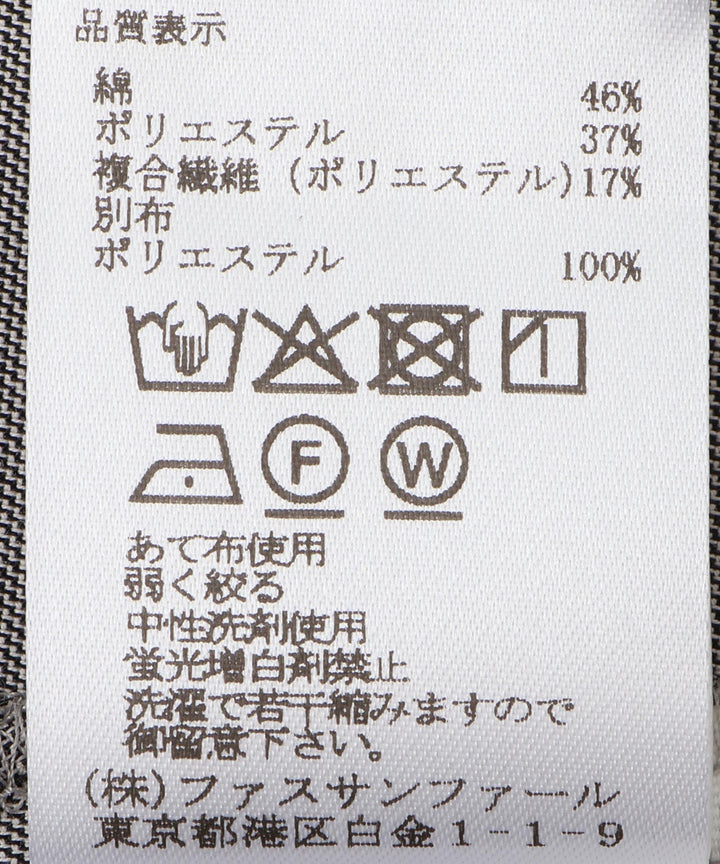 品質表示
綿 46%
ポリエステル 37%
複合繊維 (ポリエステル) 17%
別布
ポリエステル 100%
F W
あて布使用
弱く絞る
中性洗剤使用
蛍光増白剤禁止
洗濯で若干縮みますので
御留意下さい。
(株)ファスサンファール
東京都港区白金1-1-9